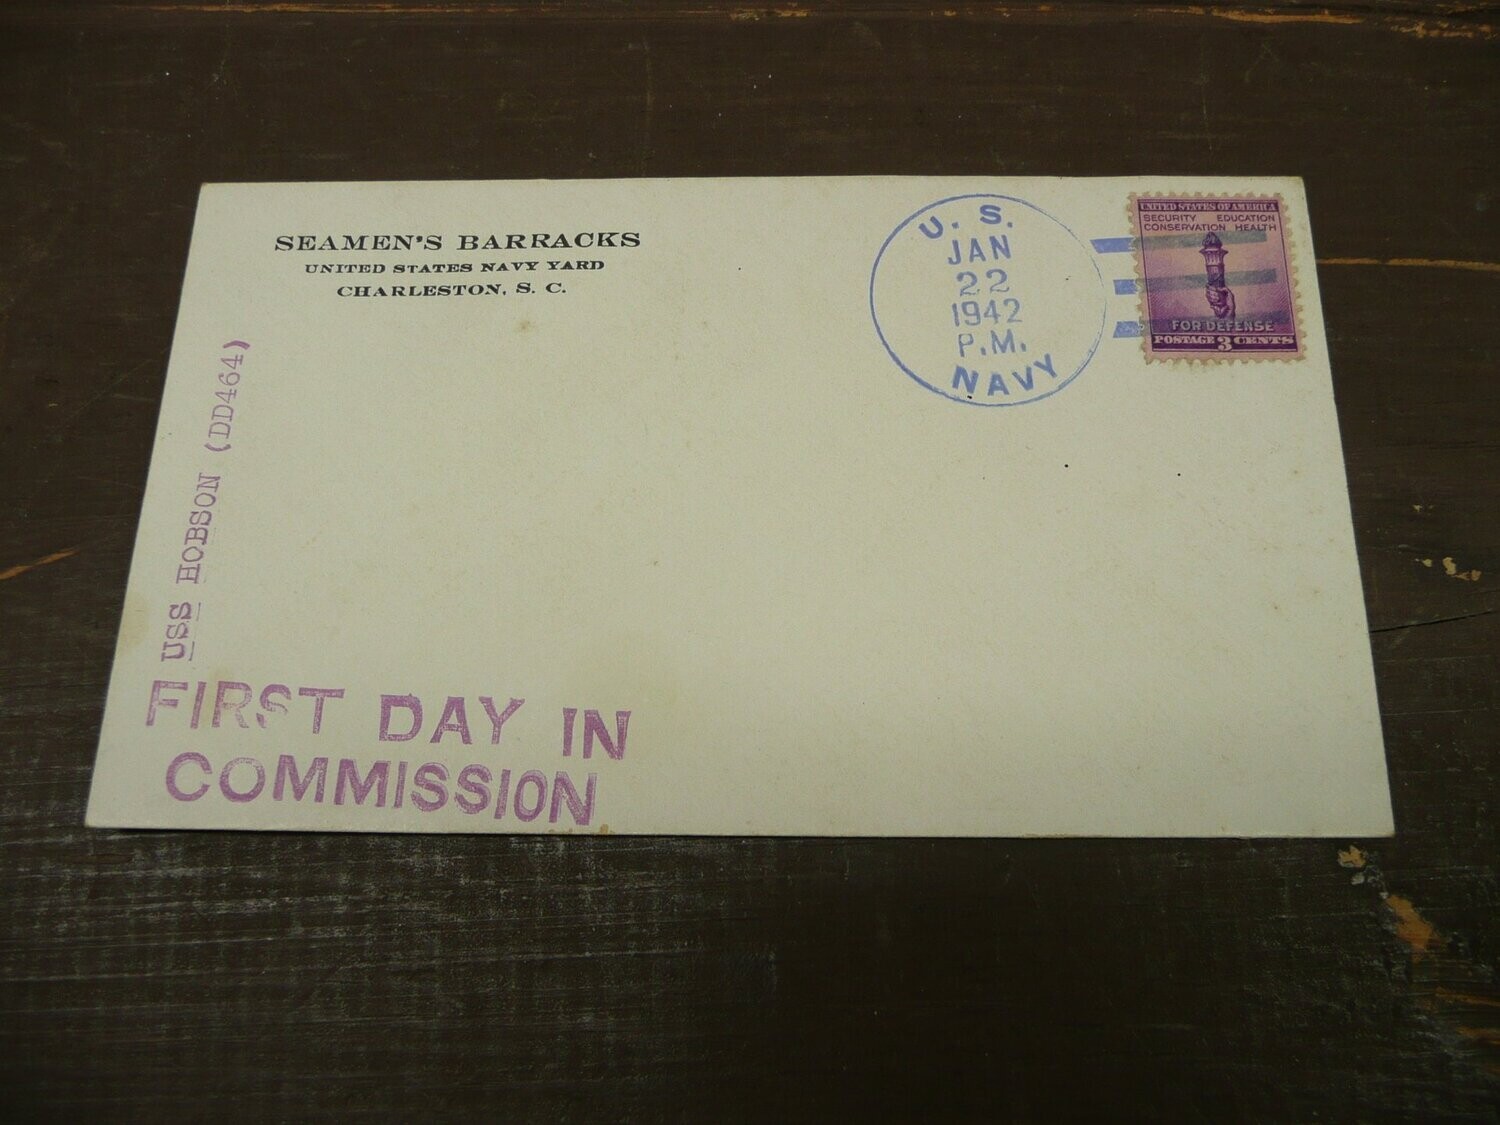 SEAMEN'S BARRACKS
UNITED STATES NAVY YARD
CHARLESTON, S. C.
U. S.
JAN
22
1942
P.M.
NAVY
UNITED STATES OF AMERICA
SECURITY EDUCATION
CONSERVATION HEALTH
FOR DEFENSE
POSTAGE 3 CENTS
USS HOBSON (DD464)
FIRST DAY IN
COMMISSION